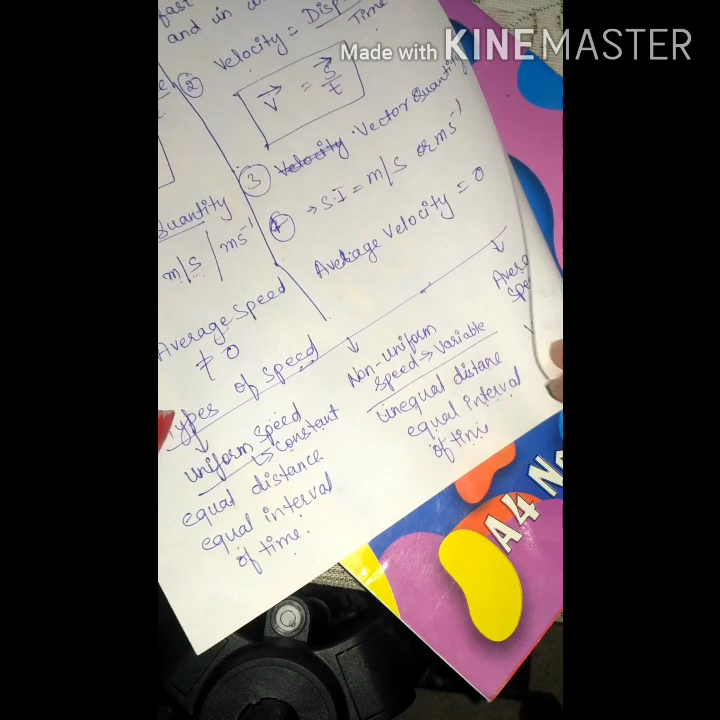 Made with KINEMASTER
fast
and in
② Velocity = Disp
Time
V = S
t
③ Velocity Vector Quantity
④ → S.I = m/s or ms⁻¹
Average Velocity = 0
Quantity
m/s | ms⁻¹
Average Speed
≠ 0
Types of Speed
uniform speed
↳ constant
equal distance
equal interval
of time.
Non-uniform
speed → Variable
unequal distane
equal interval
of time
Avera
Spe
A4 N